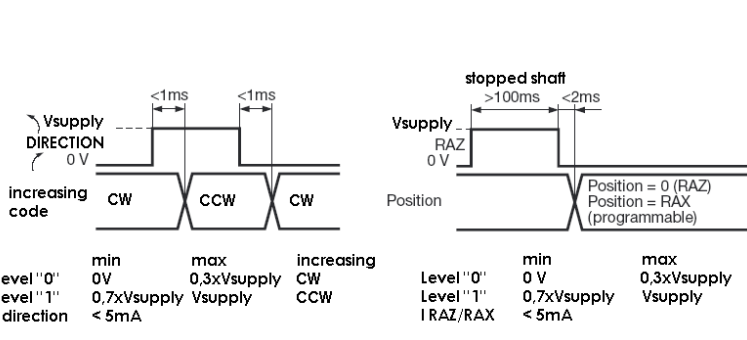 <1ms <1ms
Vsupply
DIRECTION
0 V
increasing
code
CW CCW CW
min max increasing
evel "0" 0V 0,3xVsupply CW
evel "1" 0,7xVsupply Vsupply CCW
direction < 5mA
stopped shaft
>100ms <2ms
Vsupply
RAZ
0 V
Position
Position = 0 (RAZ)
Position = RAX
(programmable)
min max
Level "0" 0 V 0,3xVsupply
Level "1" 0,7xVsupply Vsupply
I RAZ/RAX < 5mA